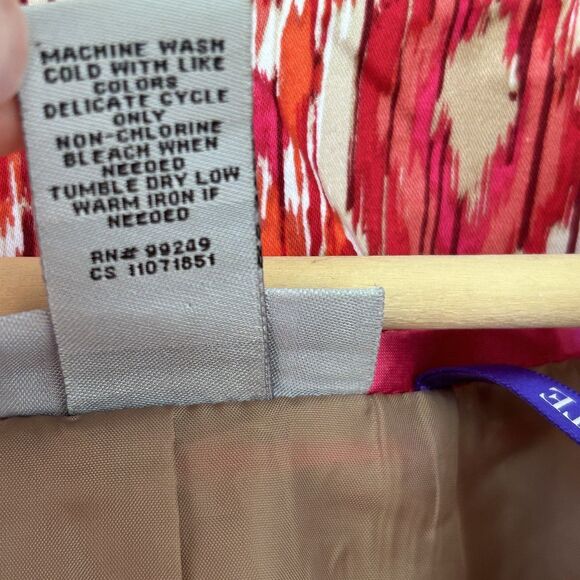 MACHINE WASH
COLD WITH LIKE
COLORS
DELICATE CYCLE
ONLY
NON-CHLORINE
BLEACH WHEN
NEEDED
TUMBLE DRY LOW
WARM IRON IF
NEEDED
RN# 99249
CS 11071851
TE